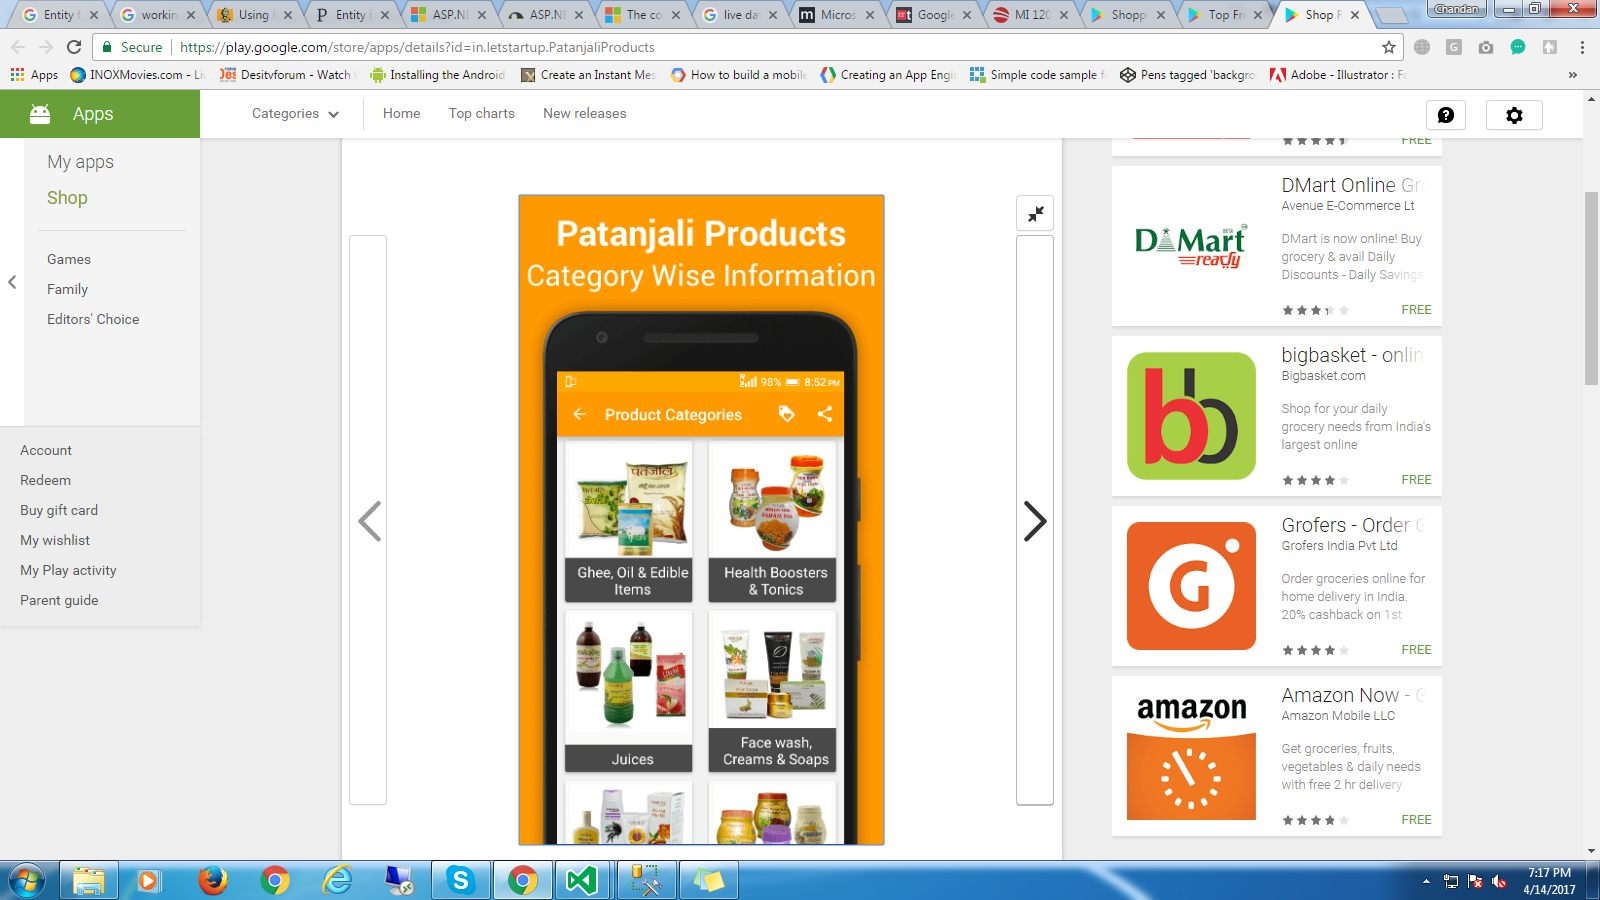 Entity f
workin
Using
Entity
ASP.NE
ASP.NE
The co
live da
Micros
Google
MI 120
Shopp
Top Fr
Shop R
Chandan
Secure
https://play.google.com/store/apps/details?id=in.letstartup.PatanjaliProducts
Apps
INOXMovies.com - Liv
Desitvforum - Watch
Installing the Android
Create an Instant Mes
How to build a mobile
Creating an App Engi
Simple code sample f
Pens tagged 'backgro
Adobe - Illustrator : Fo
»
Apps
Categories
Home
Top charts
New releases
My apps
Shop
Games
Family
Editors' Choice
Account
Redeem
Buy gift card
My wishlist
My Play activity
Parent guide
Patanjali Products
Category Wise Information
R
98%
8:52 PM
Product Categories
पतंजलि
Ghee, Oil & Edible
Items
Health Boosters
& Tonics
Juices
Face wash,
Creams & Soaps
FREE
DMart Online Gr
Avenue E-Commerce Lt
DMart is now online! Buy
grocery & avail Daily
Discounts - Daily Savings
FREE
D Mart
BETA
ready
bigbasket - onlin
Bigbasket.com
Shop for your daily
grocery needs from India's
largest online
FREE
bb
Grofers - Order G
Grofers India Pvt Ltd
Order groceries online for
home delivery in India.
20% cashback on 1st
FREE
G
Amazon Now - G
Amazon Mobile LLC
Get groceries, fruits,
vegetables & daily needs
with free 2 hr delivery
FREE
amazon
7:17 PM
4/14/2017